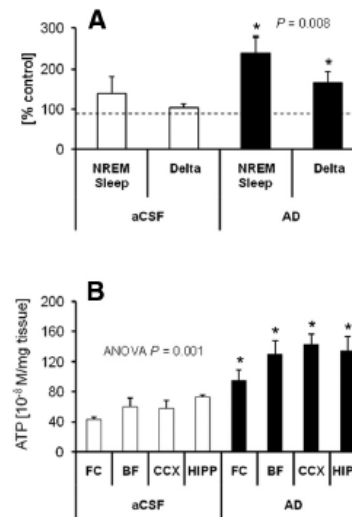 A
[% control]
300
200
100
0
* P = 0.008
*
NREM Sleep
Delta
NREM Sleep
Delta
aCSF
AD
B
ATP [10⁻⁸ M/mg tissue]
200
160
120
80
40
0
ANOVA P = 0.001
* * * *
FC BF CCX HIPP FC BF CCX HIP
aCSF AD